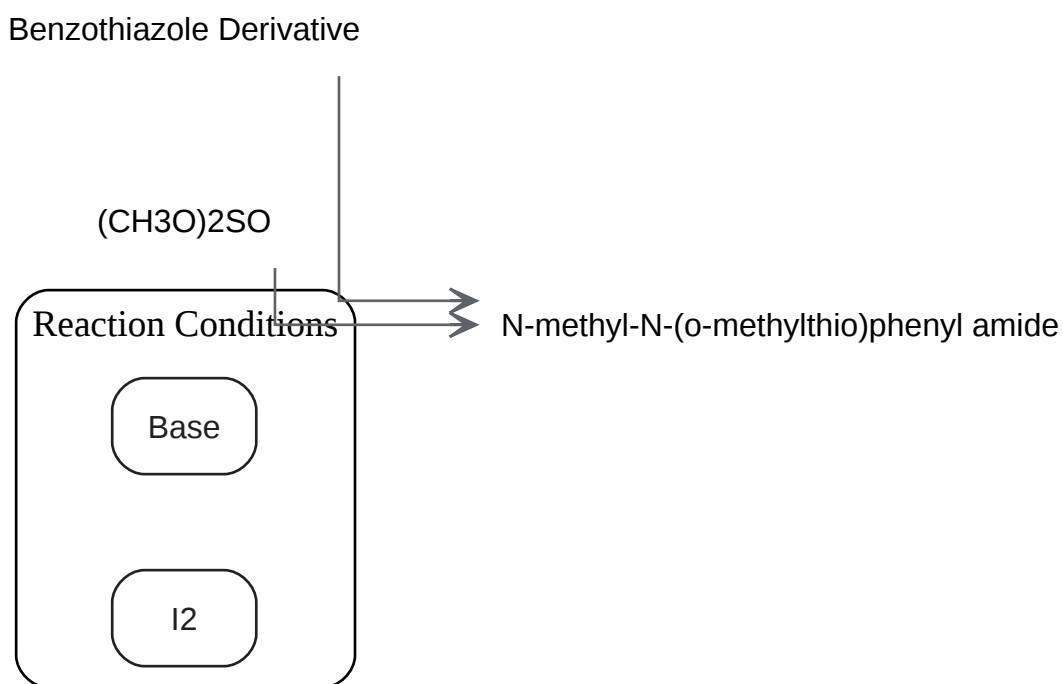 Benzothiazole Derivative
(CH3O)2SO
Reaction Conditions
N-methyl-N-(o-methylthio)phenyl amide
Base
I2